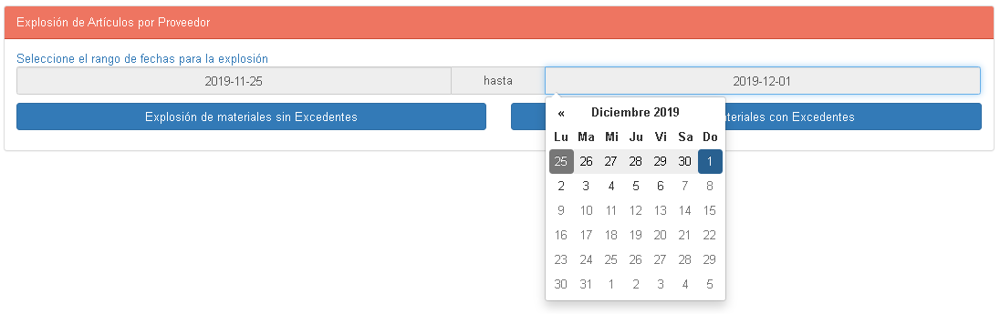 Explosión de Artículos por Proveedor
Seleccione el rango de fechas para la explosión
2019-11-25 hasta 2019-12-01
Explosión de materiales sin Excedentes
ateriales con Excedentes
« Diciembre 2019
Lu Ma Mi Ju Vi Sa Do
25 26 27 28 29 30 1
2 3 4 5 6 7 8
9 10 11 12 13 14 15
16 17 18 19 20 21 22
23 24 25 26 27 28 29
30 31 1 2 3 4 5